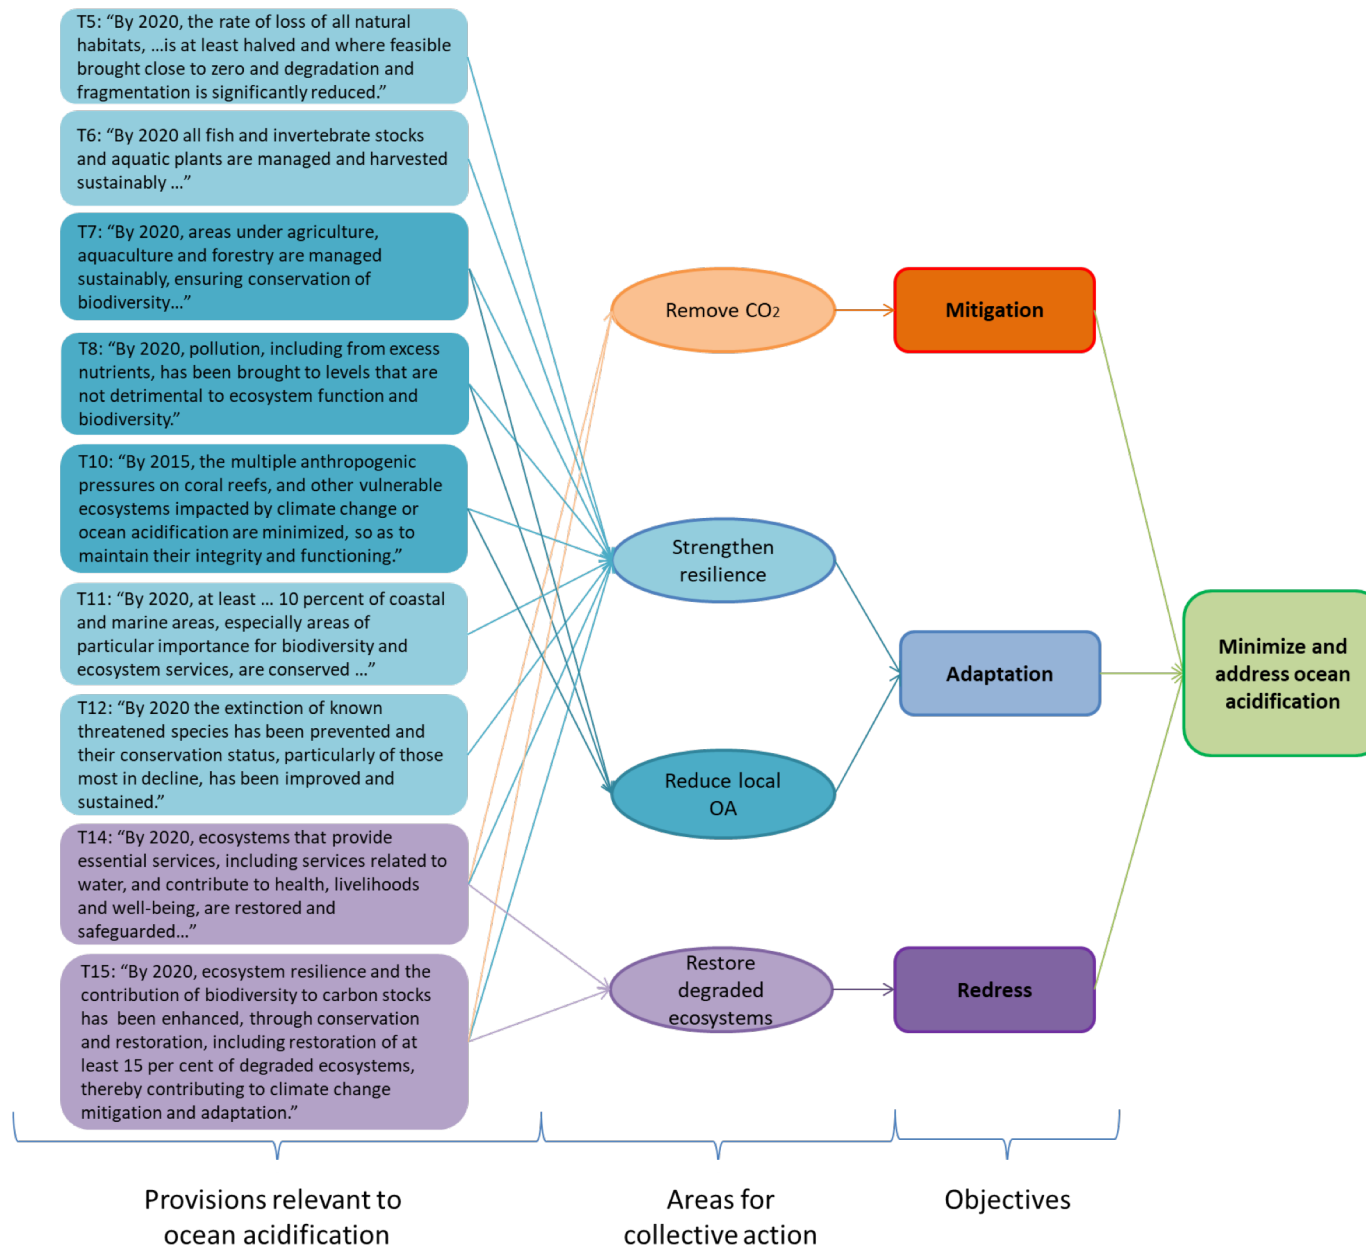 T5: “By 2020, the rate of loss of all natural
habitats, …is at least halved and where feasible
brought close to zero and degradation and
fragmentation is significantly reduced.”
T6: “By 2020 all fish and invertebrate stocks
and aquatic plants are managed and harvested
sustainably …”
T7: “By 2020, areas under agriculture,
aquaculture and forestry are managed
sustainably, ensuring conservation of
biodiversity…”
T8: “By 2020, pollution, including from excess
nutrients, has been brought to levels that are
not detrimental to ecosystem function and
biodiversity.”
T10: “By 2015, the multiple anthropogenic
pressures on coral reefs, and other vulnerable
ecosystems impacted by climate change or
ocean acidification are minimized, so as to
maintain their integrity and functioning.”
T11: “By 2020, at least … 10 percent of coastal
and marine areas, especially areas of
particular importance for biodiversity and
ecosystem services, are conserved …”
T12: “By 2020 the extinction of known
threatened species has been prevented and
their conservation status, particularly of those
most in decline, has been improved and
sustained.”
T14: “By 2020, ecosystems that provide
essential services, including services related to
water, and contribute to health, livelihoods
and well-being, are restored and
safeguarded…”
T15: “By 2020, ecosystem resilience and the
contribution of biodiversity to carbon stocks
has been enhanced, through conservation
and restoration, including restoration of at
least 15 per cent of degraded ecosystems,
thereby contributing to climate change
mitigation and adaptation.”
Remove CO2
Strengthen
resilience
Reduce local
OA
Restore
degraded
ecosystems
Mitigation
Adaptation
Redress
Minimize and
address ocean
acidification
Provisions relevant to
ocean acidification
Areas for
collective action
Objectives